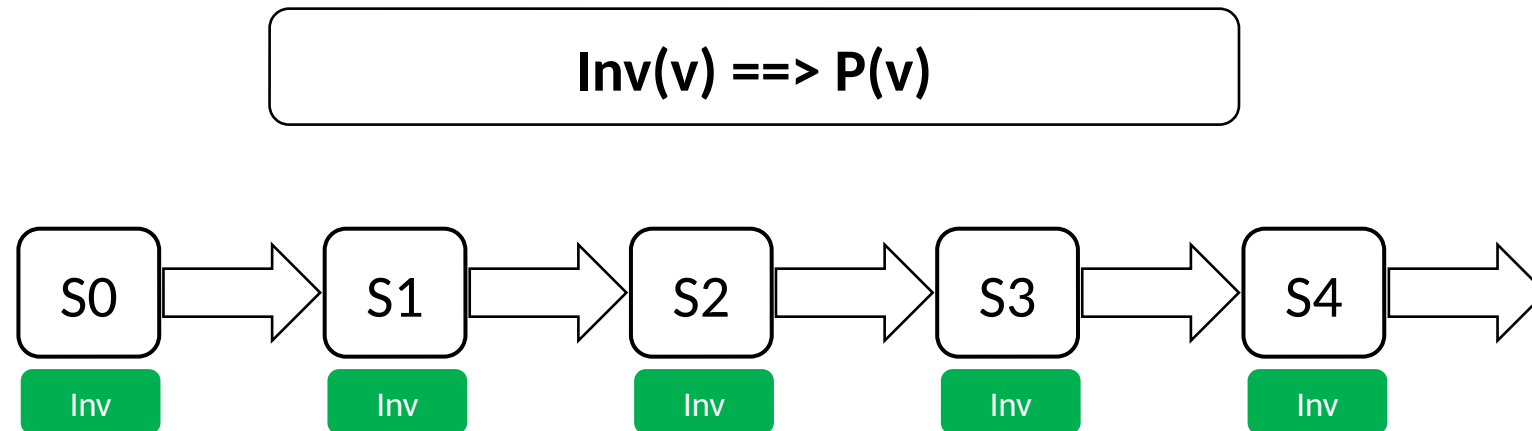 Inv(v) ==> P(v)
S0 S1 S2 S3 S4
Inv Inv Inv Inv Inv